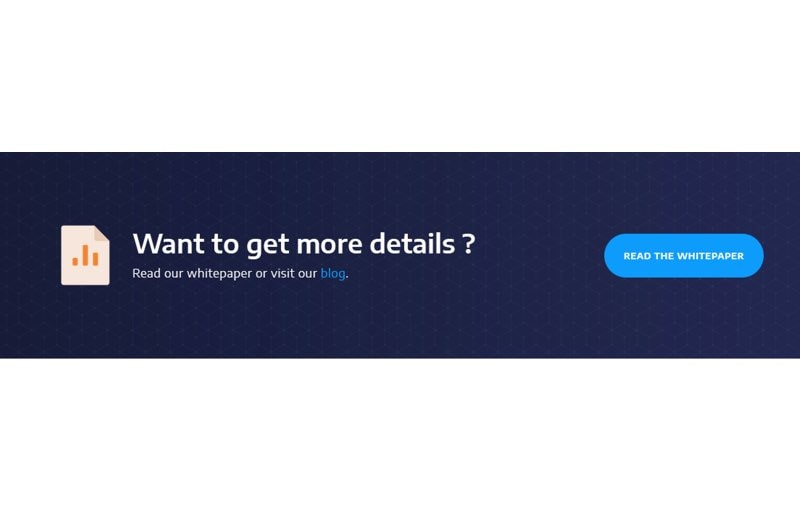 Want to get more details ?
Read our whitepaper or visit our blog.
READ THE WHITEPAPER